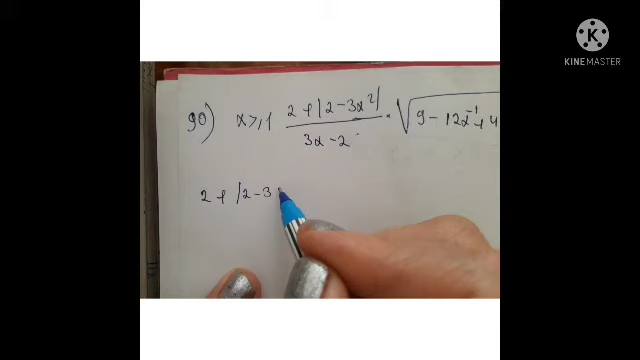 K
KINEMASTER
90) x ≥ 1 (2 + |2 - 3x²|)/(3x - 2) · √(9 - 12x⁻¹ + 4
2 + |2 - 3